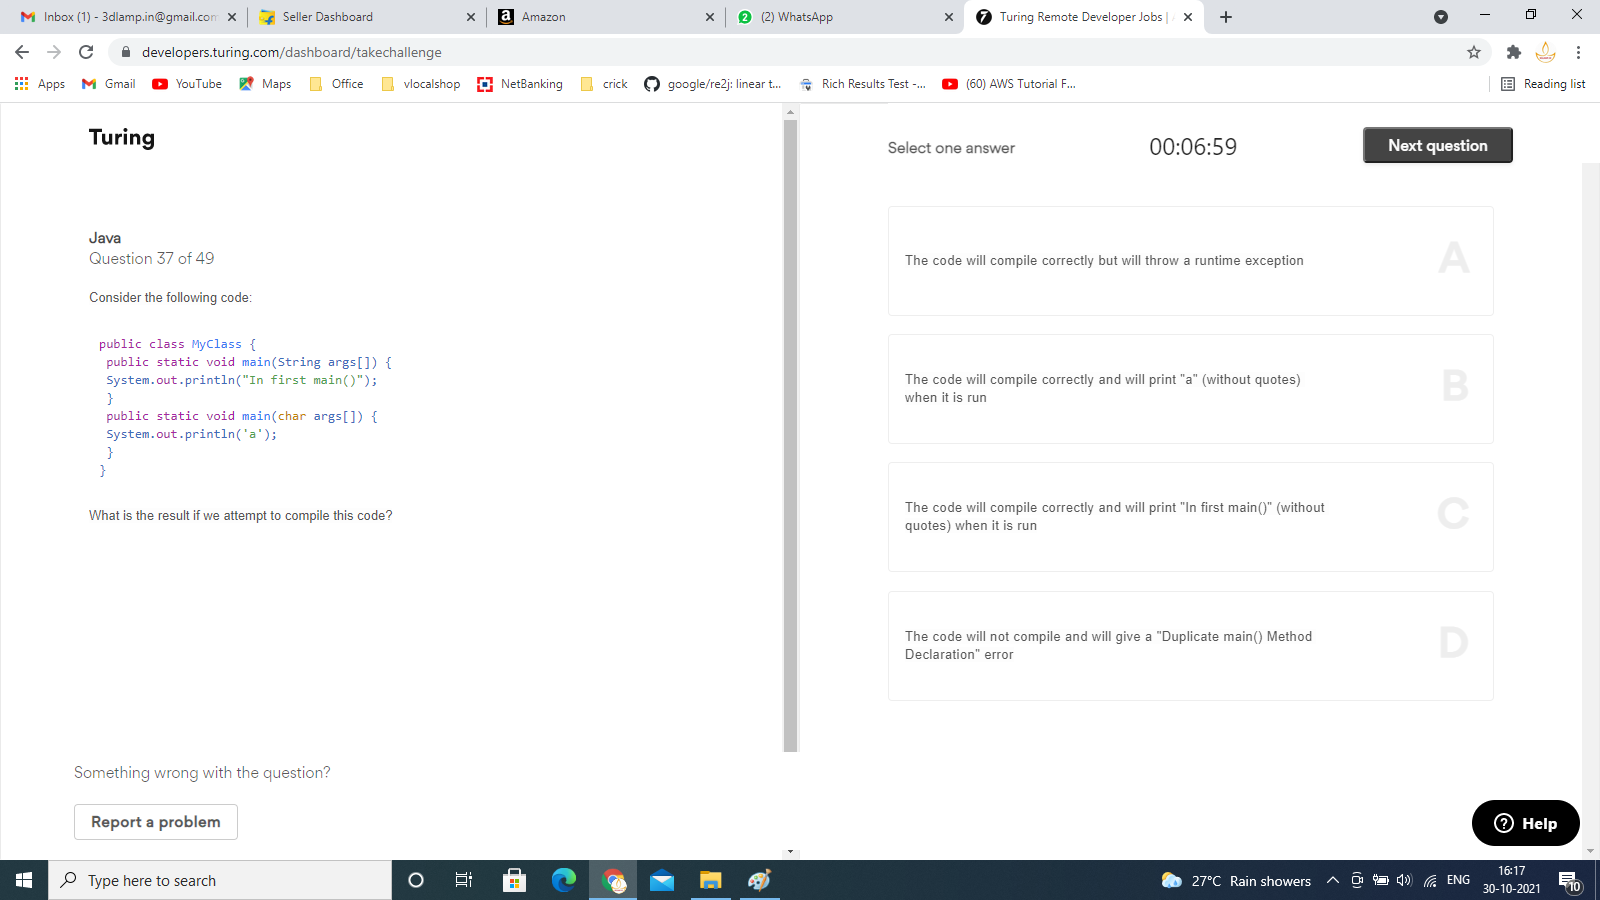 Inbox (1) - 3dlamp.in@gmail.com
Seller Dashboard
Amazon
(2) WhatsApp
Turing Remote Developer Jobs |
developers.turing.com/dashboard/takechallenge
Apps
Gmail
YouTube
Maps
Office
vlocalshop
NetBanking
crick
google/re2j: linear t...
Rich Results Test -...
(60) AWS Tutorial F...
Reading list
Turing
Java
Question 37 of 49
Consider the following code:
public class MyClass {
public static void main(String args[]) {
System.out.println("In first main()");
}
public static void main(char args[]) {
System.out.println('a');
}
}
What is the result if we attempt to compile this code?
Something wrong with the question?
Report a problem
Select one answer
00:06:59
Next question
The code will compile correctly but will throw a runtime exception
A
The code will compile correctly and will print "a" (without quotes)
when it is run
B
The code will compile correctly and will print "In first main()" (without
quotes) when it is run
C
The code will not compile and will give a "Duplicate main() Method
Declaration" error
D
Help
Type here to search
27°C Rain showers
ENG
16:17
30-10-2021
10